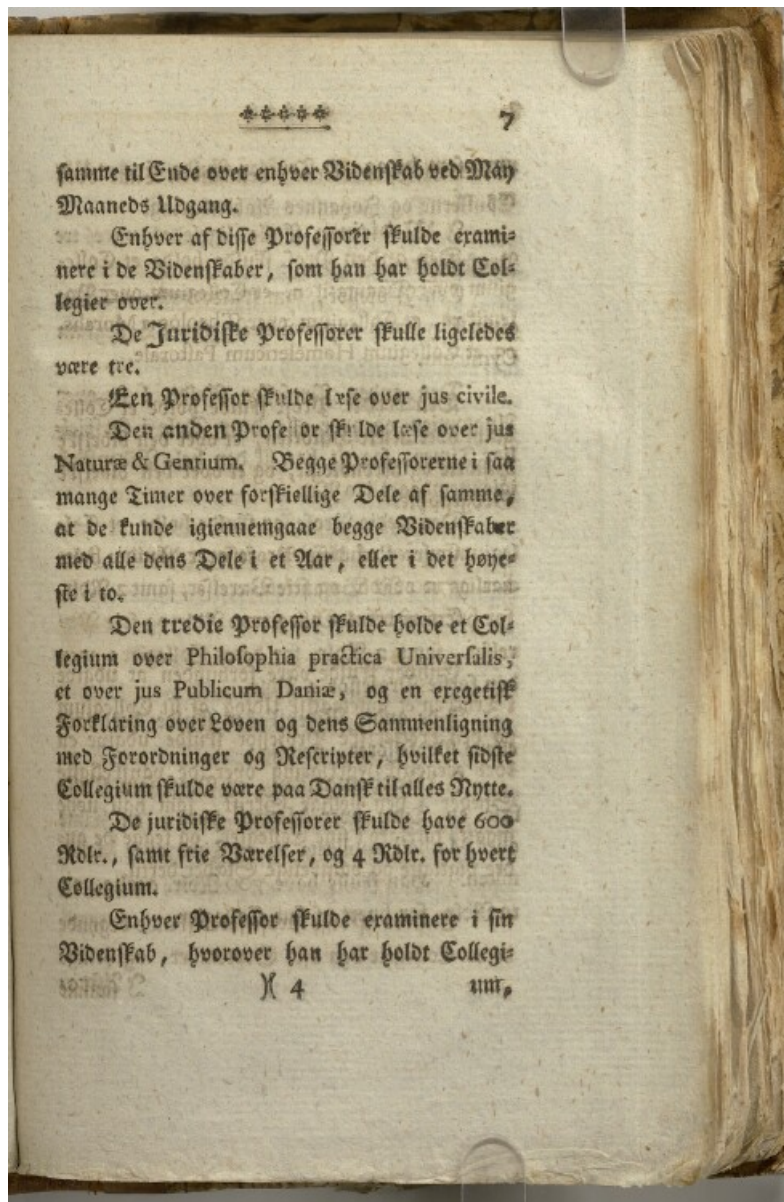 7
samme til Ende over enhver Videnskab ved May
Maaneds Udgang.
Enhver af disse Professorer skulde exami-
nere i de Videnskaber, som han har holdt Col-
legier over.
De Juridiske Professorer skulle ligeledes
være tre.
Een Professor skulde læse over jus civile.
Den anden Profe or skulde læse over jus
Naturæ & Gentium. Begge Professorerne i saa
mange Timer over forskiellige Dele af samme,
at de kunde igiennemgaae begge Videnskaber
med alle dens Dele i et Aar, eller i det høye-
ste i to.
Den tredie Professor skulde holde et Col-
legium over Philosophia practica Universalis,
et over jus Publicum Daniæ, og en exegetisk
Forklaring over Loven og dens Sammenligning
med Forordninger og Rescripter, hvilket sidste
Collegium skulde være paa Dansk til alles Nytte.
De juridiske Professorer skulde have 600
Rdlr., samt frie Værelser, og 4 Rdlr. for hvert
Collegium.
Enhver Professor skulde examinere i sin
Videnskab, hvorover han har holdt Collegi-
)( 4 um,